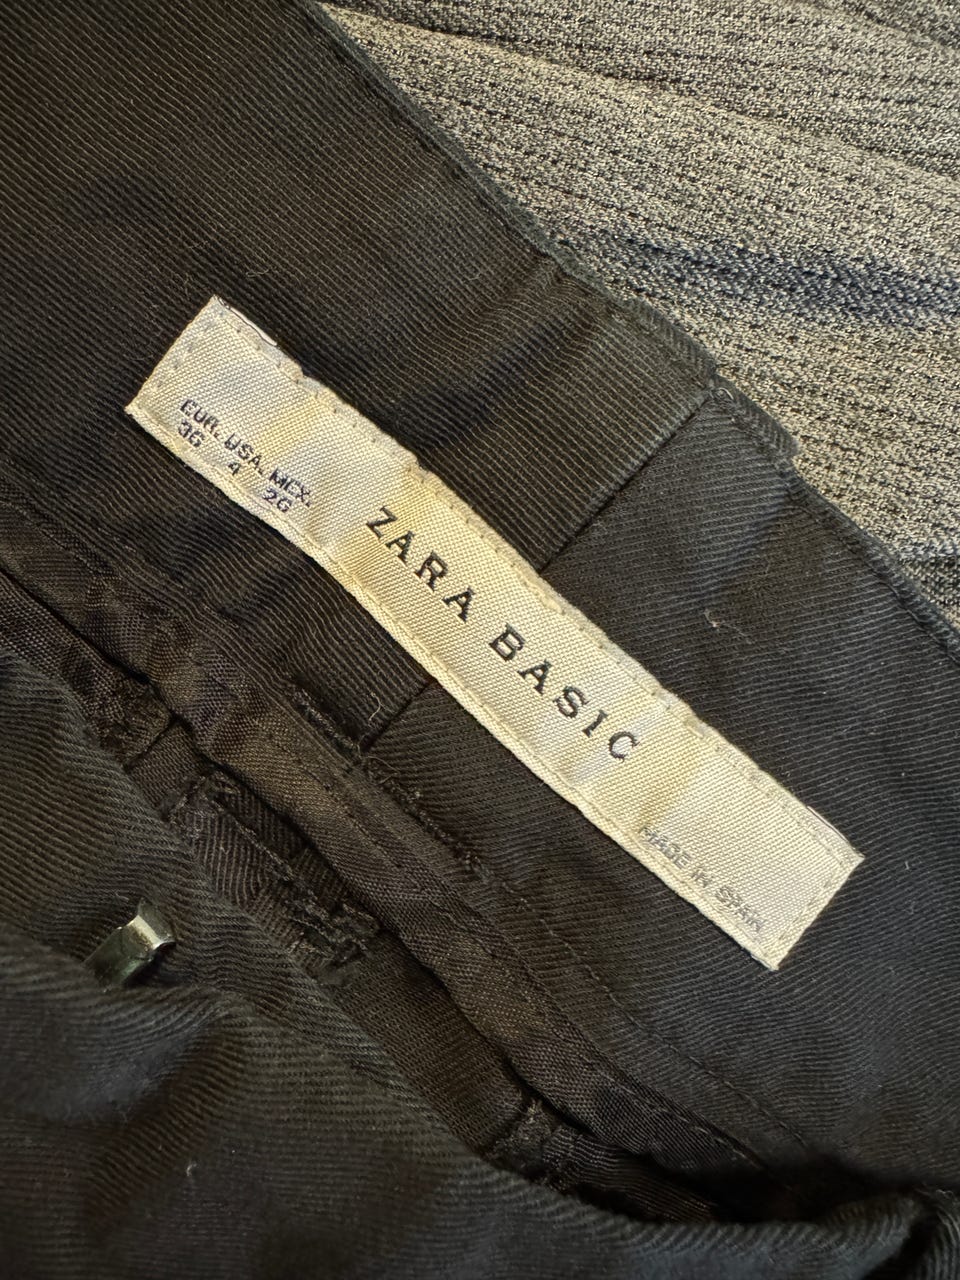 EUR. USA. MEX.
36 4 26
ZARA BASIC
MADE IN SPAIN